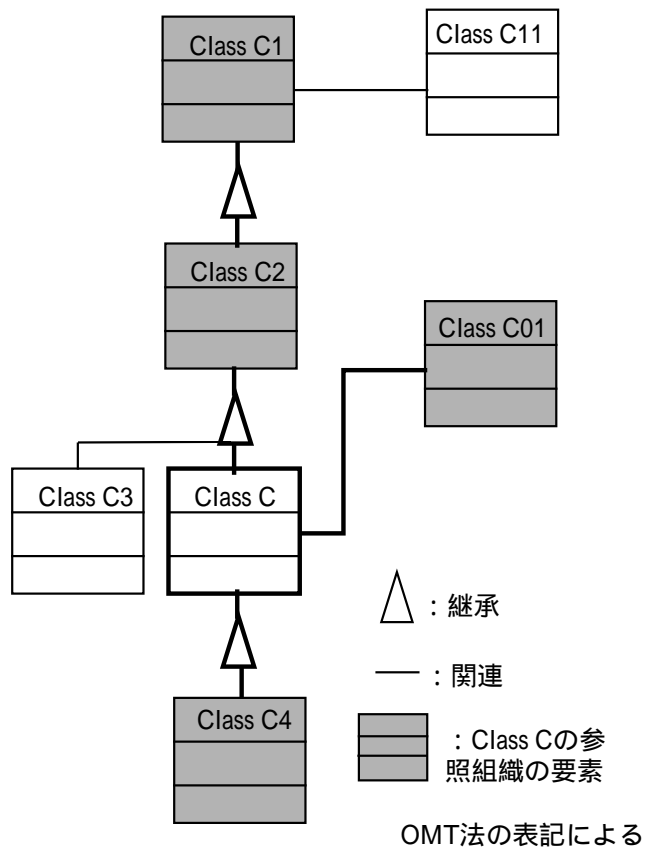 Class C1
Class C11
Class C2
Class C01
Class C3
Class C
Class C4
：継承
：関連
：Class Cの参
照組織の要素
OMT法の表記による